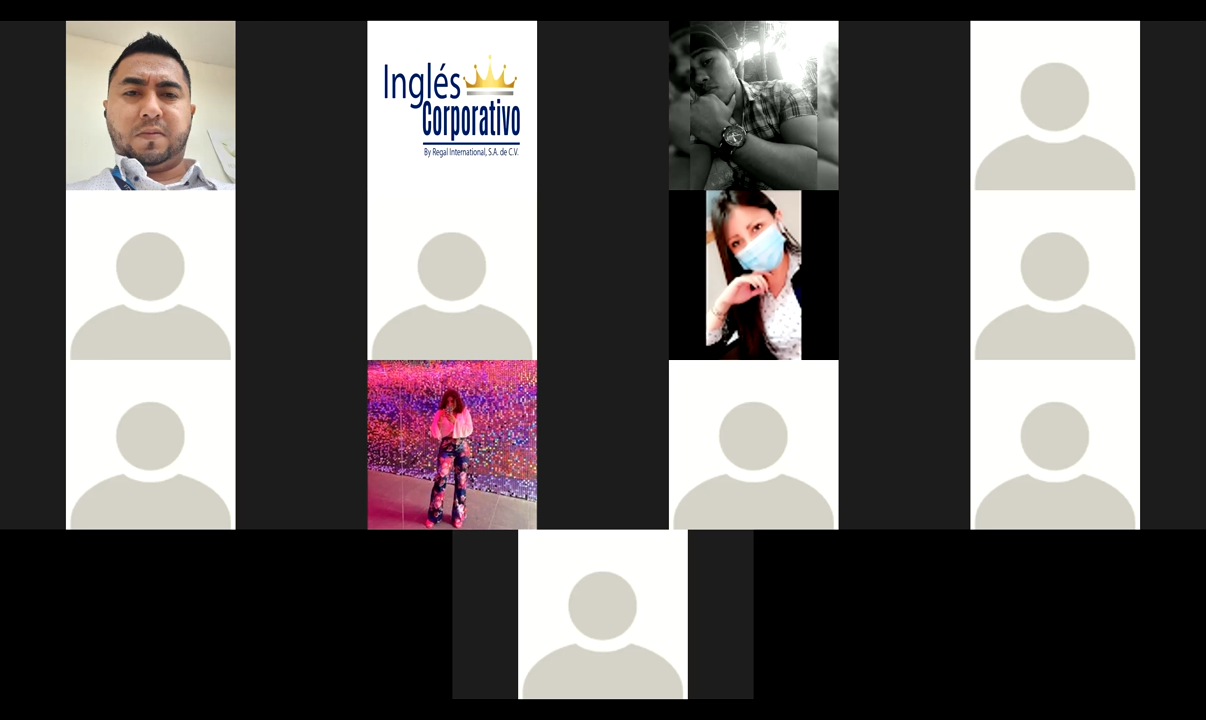 Inglés
Corporativo
By Regal International, S.A. de C.V.